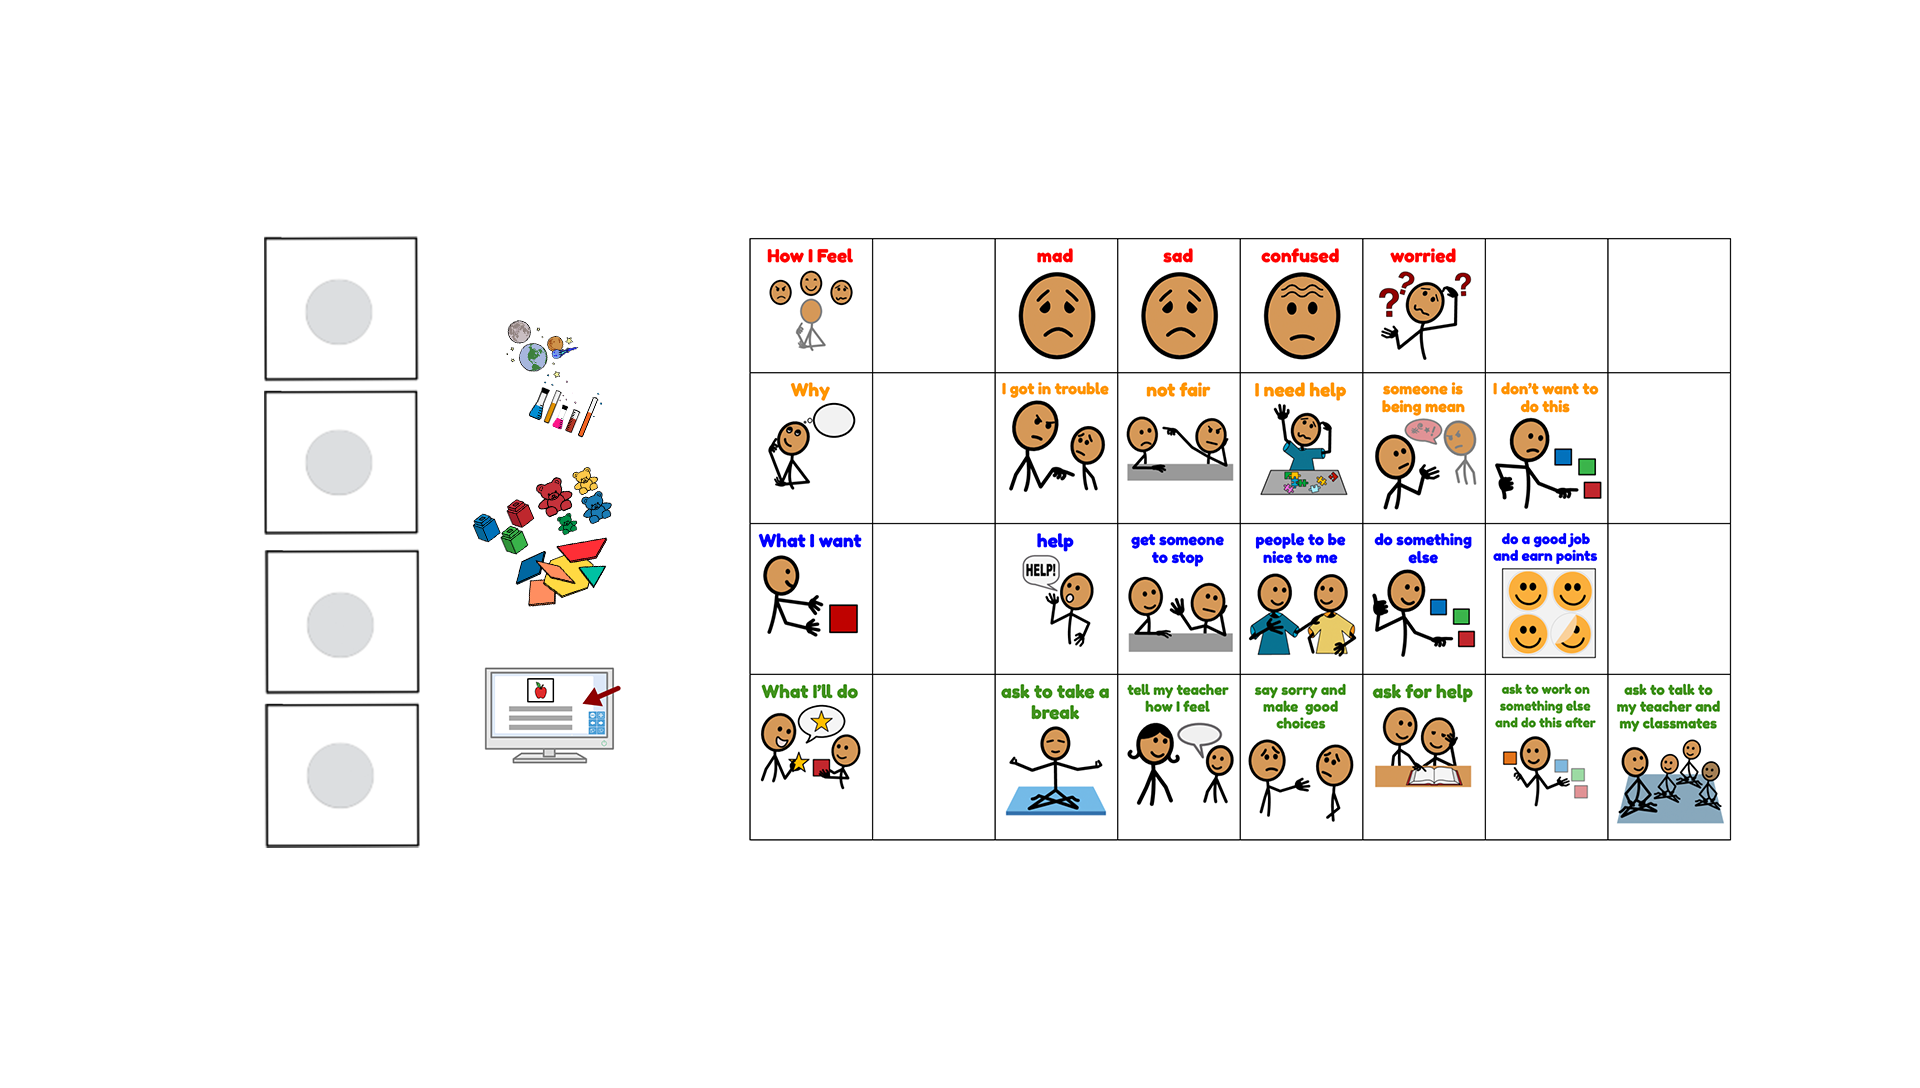 How I Feel
mad
sad
confused
worried
Why
I got in trouble
not fair
I need help
someone is
being mean
I don't want to
do this
What I want
help
HELP!
get someone
to stop
people to be
nice to me
do something
else
do a good job
and earn points
What I'll do
ask to take a
break
tell my teacher
how I feel
say sorry and
make good
choices
ask for help
ask to work on
something else
and do this after
ask to talk to
my teacher and
my classmates